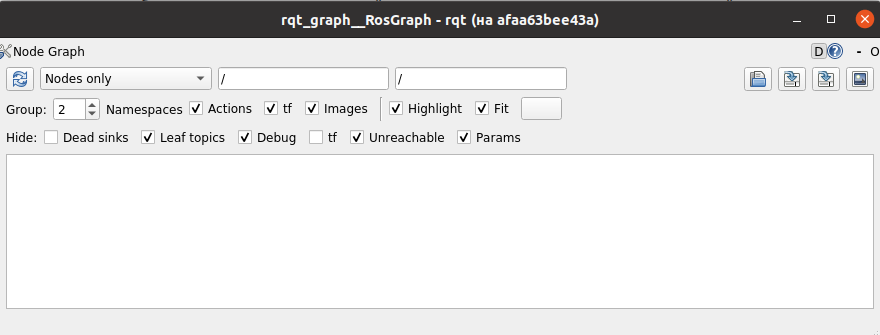 rqt_graph__RosGraph - rqt (на afaa63bee43a)
Node Graph D ? - O
Nodes only / /
Group: 2 Namespaces Actions tf Images Highlight Fit
Hide: Dead sinks Leaf topics Debug tf Unreachable Params